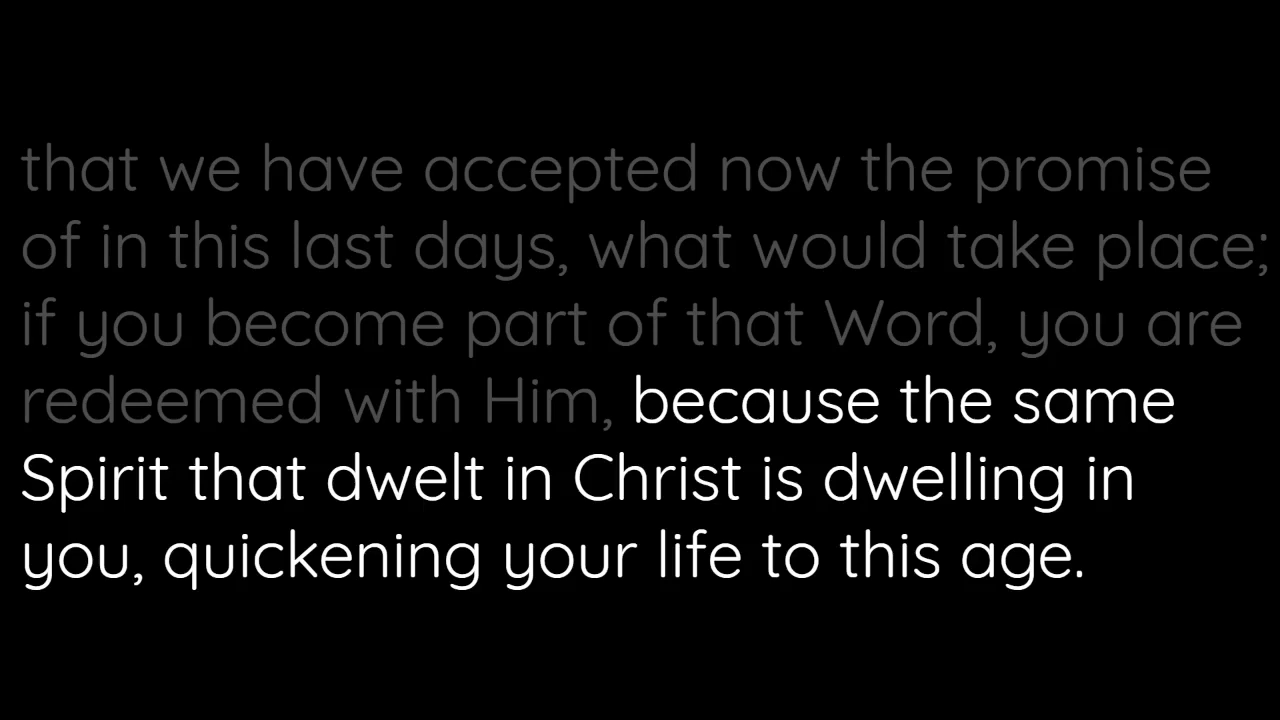 that we have accepted now the promise
of in this last days, what would take place;
if you become part of that Word, you are
redeemed with Him, because the same
Spirit that dwelt in Christ is dwelling in
you, quickening your life to this age.